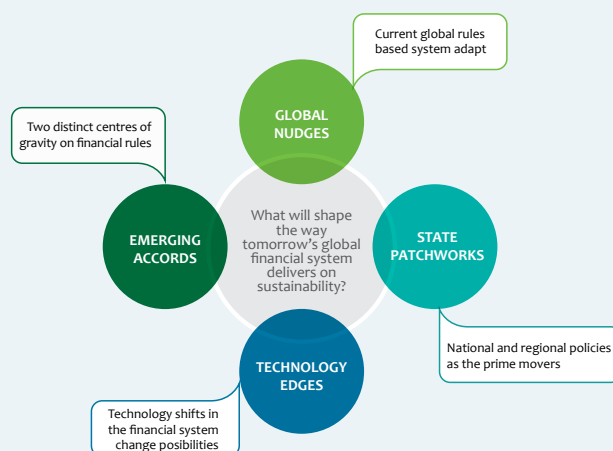 Current global rules
based system adapt
GLOBAL
NUDGES
Two distinct centres of
gravity on financial rules
EMERGING
ACCORDS
What will shape
the way
tomorrow's global
financial system
delivers on
sustainability?
STATE
PATCHWORKS
National and regional policies
as the prime movers
TECHNOLOGY
EDGES
Technology shifts in
the financial system
change posibilities